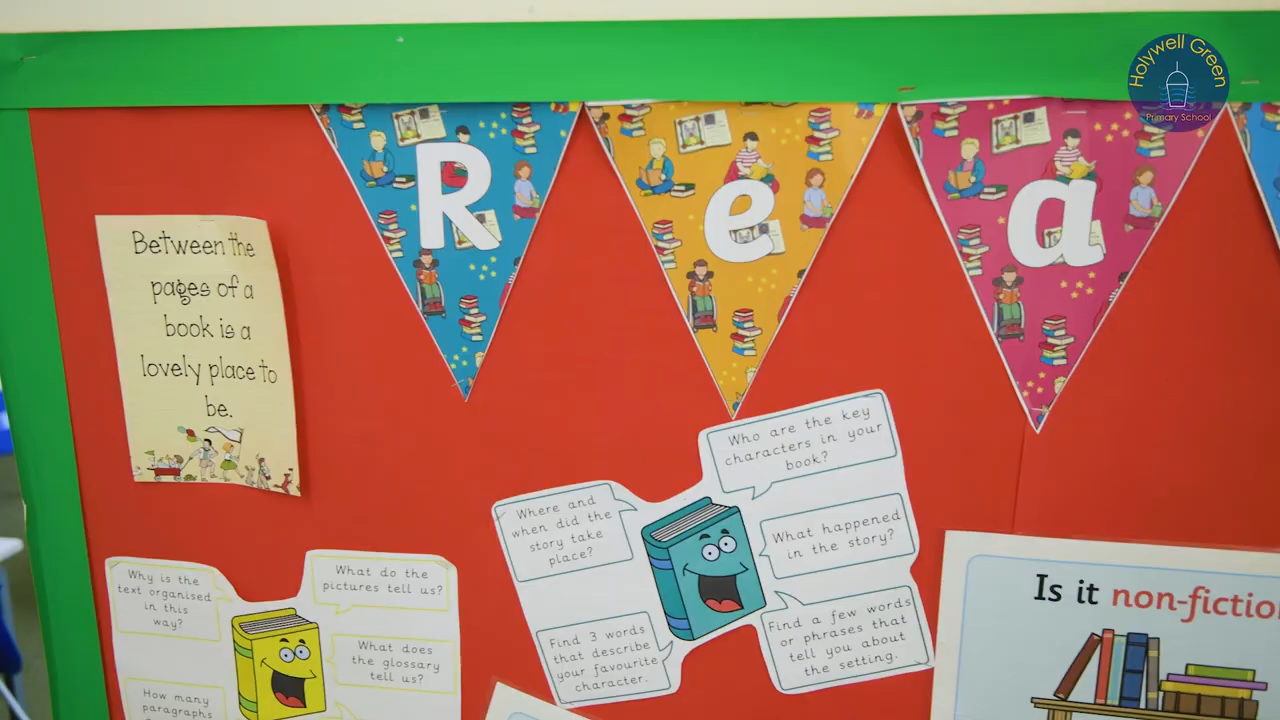 Holywell Green
Primary School
R e a
Between the
pages of a
book is a
lovely place to
be.
Who are the key
characters in your
book?
Where and
when did the
story take
place?
What happened
in the story?
Find 3 words
that describe
your favourite
character.
Find a few words
or phrases that
tell you about
the setting.
Why is the
text organised
in this
way?
What do the
pictures tell us?
What does
the glossary
tell us?
How many
paragraphs
Is it non-fictio